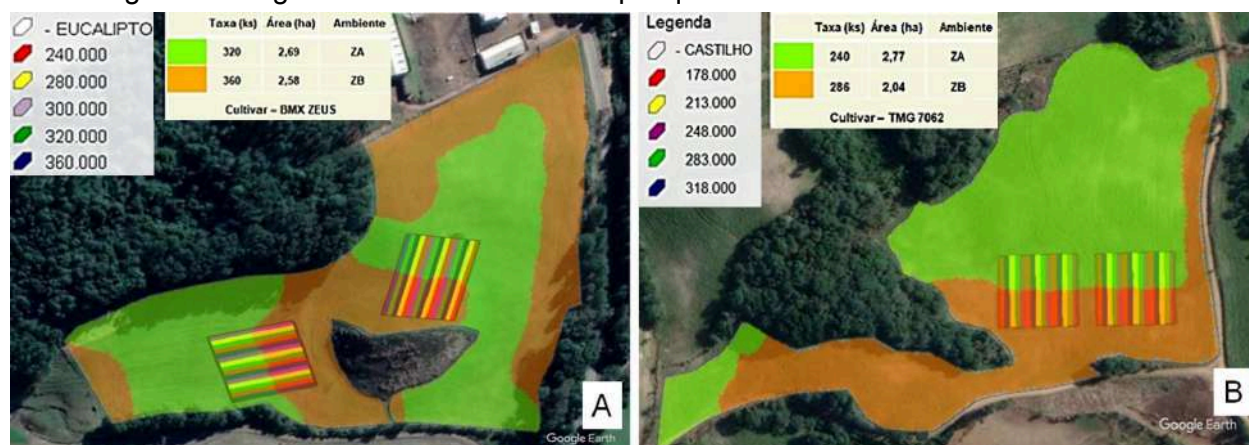 - EUCALIPTO
240.000
280.000
300.000
320.000
360.000
Taxa (ks) Área (ha) Ambiente
320 2,69 ZA
360 2,58 ZB
Cultivar – BMX ZEUS
A
Google Earth
Legenda
- CASTILHO
178.000
213.000
248.000
283.000
318.000
Taxa (ks) Área (ha) Ambiente
240 2,77 ZA
286 2,04 ZB
Cultivar – TMG 7062
B
Google Earth